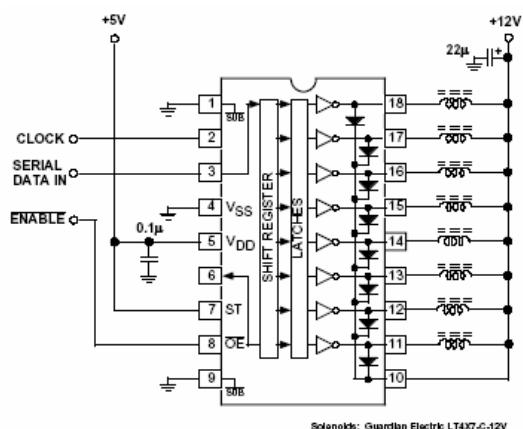 +5V
+12V
22µ
+
1
SUB
18
CLOCK
2
17
SERIAL
DATA IN
3
16
ENABLE
4
VSS
15
0.1µ
5
VDD
14
6
13
7
ST
12
8
OE
11
9
SUB
10
SHIFT REGISTER
LATCHES
Solenoids: Guardian Electric LT4X7-C-12V